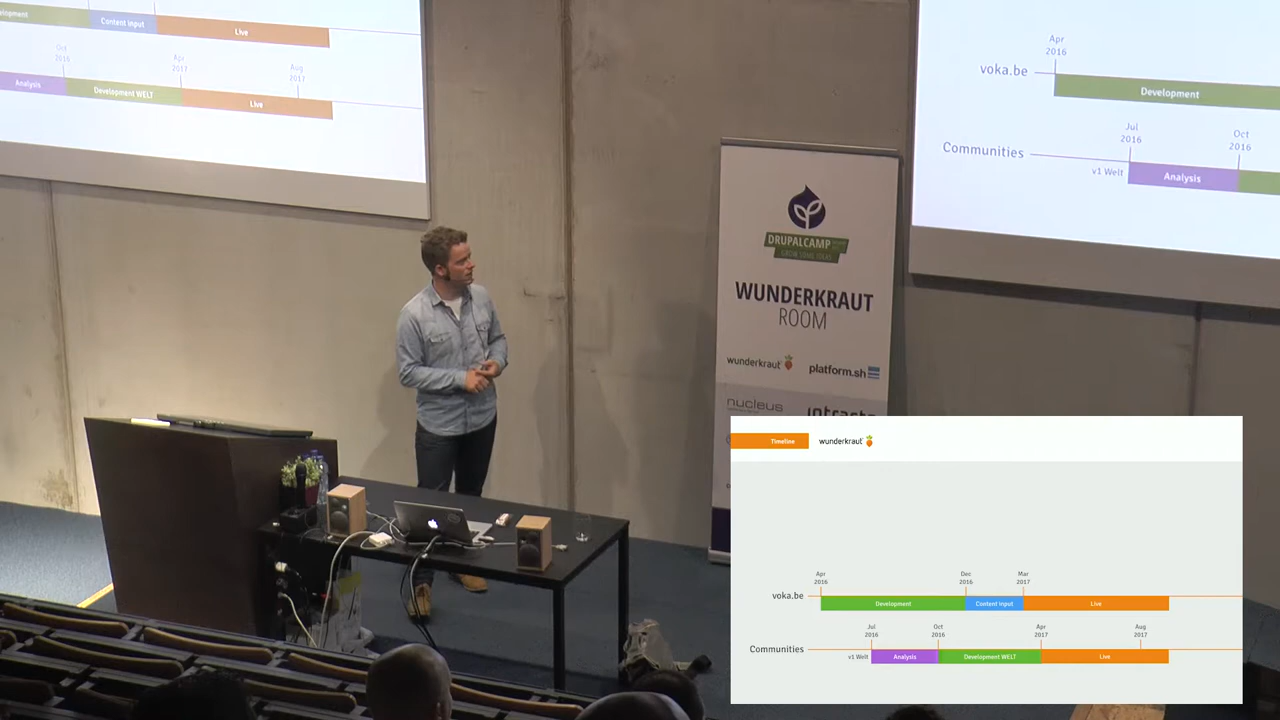 Content input
Live
Oct
2016
Apr
2017
Aug
2017
Analysis
Development WELT
Live
Apr
2016
voka.be
Development
Jul
2016
Oct
2016
Communities
v1 Welt
Analysis
DRUPALCAMP
WUNDERKRAUT
ROOM
wunderkraut
platform.sh
nucleus
Timeline
wunderkraut
Apr
2016
Dec
2016
Mar
2017
voka.be
Development
Content input
Live
Jul
2016
Oct
2016
Apr
2017
Aug
2017
Communities
v1 Welt
Analysis
Development WELT
Live